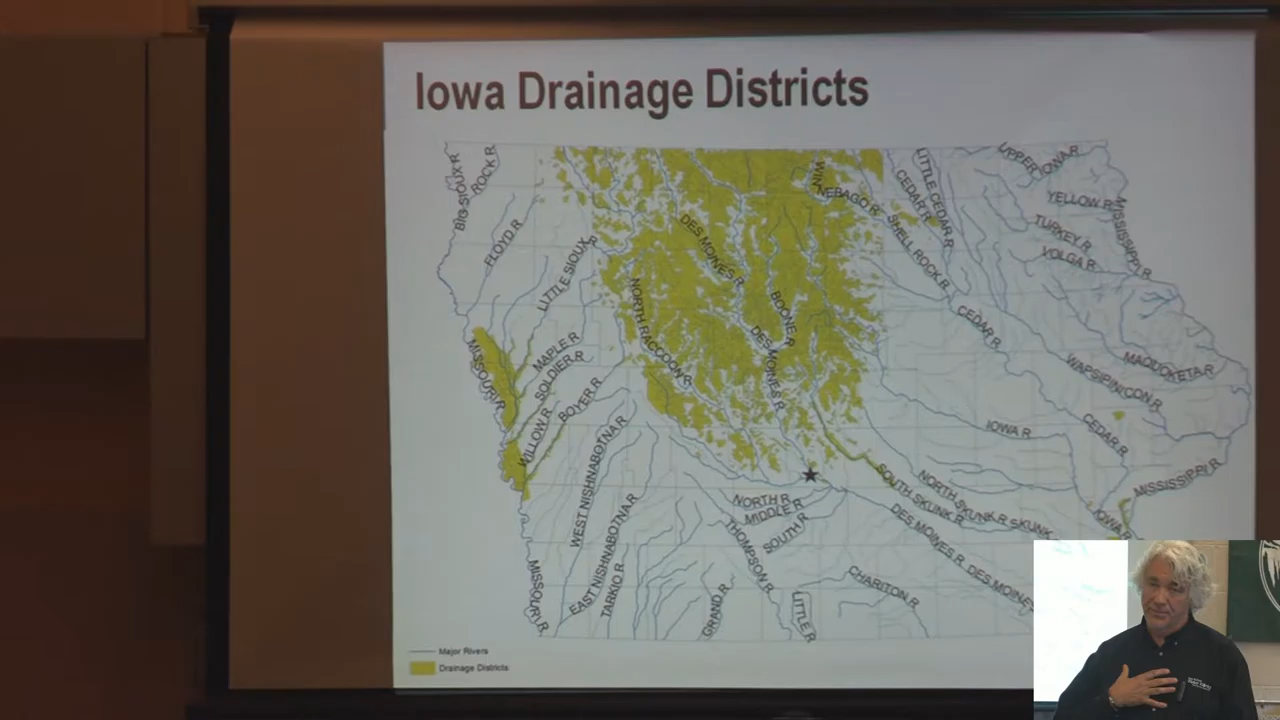 Iowa Drainage Districts
BIG SIOUX R
ROCK R
FLOYD R
LITTLE SIOUX R
DES MOINES R
WINNEBAGO R
CEDAR R
LITTLE CEDAR R
SHELL ROCK R
UPPER IOWA R
YELLOW R
MISSISSIPPI R
TURKEY R
VOLGA R
NORTH RACCOON R
BOONE R
DES MOINES R
CEDAR R
MAQUOKETA R
WAPSIPINICON R
MISSOURI R
MAPLE R
SOLDIER R
WILLOW R
BOYER R
IOWA R
CEDAR R
MISSISSIPPI R
WEST NISHNABOTNA R
NORTH R
MIDDLE R
SOUTH R
SOUTH SKUNK R
NORTH SKUNK R
SKUNK
IOWA R
DES MOINES R
DES MOINE
MISSOURI R
EAST NISHNABOTNA R
TARKIO R
THOMPSON R
GRAND R
LITTLE R
CHARITON R
Major Rivers
Drainage Districts